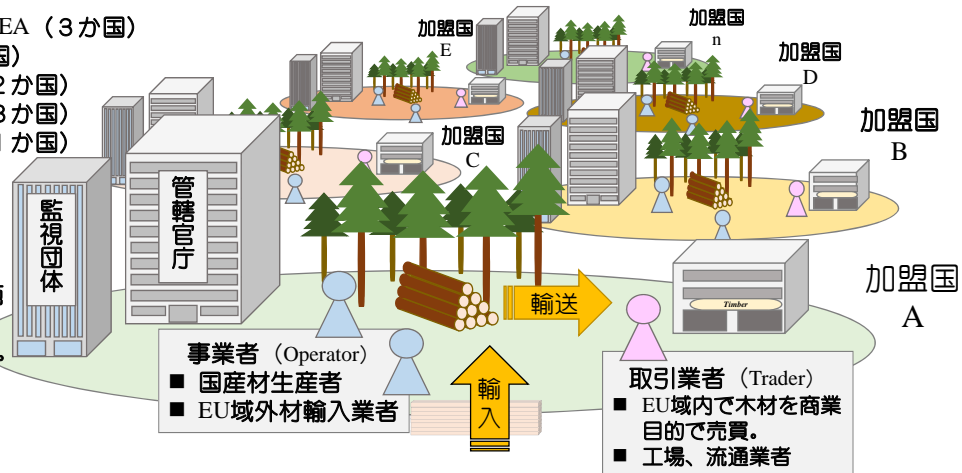 EA（３か国）
国）
２か国）
３か国）
１か国）
加盟国
E
加盟国
n
加盟国
D
加盟国
C
加盟国
B
加盟国
A
監視団体
管轄官庁
輸送
Timber
事業者（Operator）
■ 国産材生産者
■ EU域外材輸入業者
輸入
取引業者（Trader）
■ EU域内で木材を商業
目的で売買。
■ 工場、流通業者
。